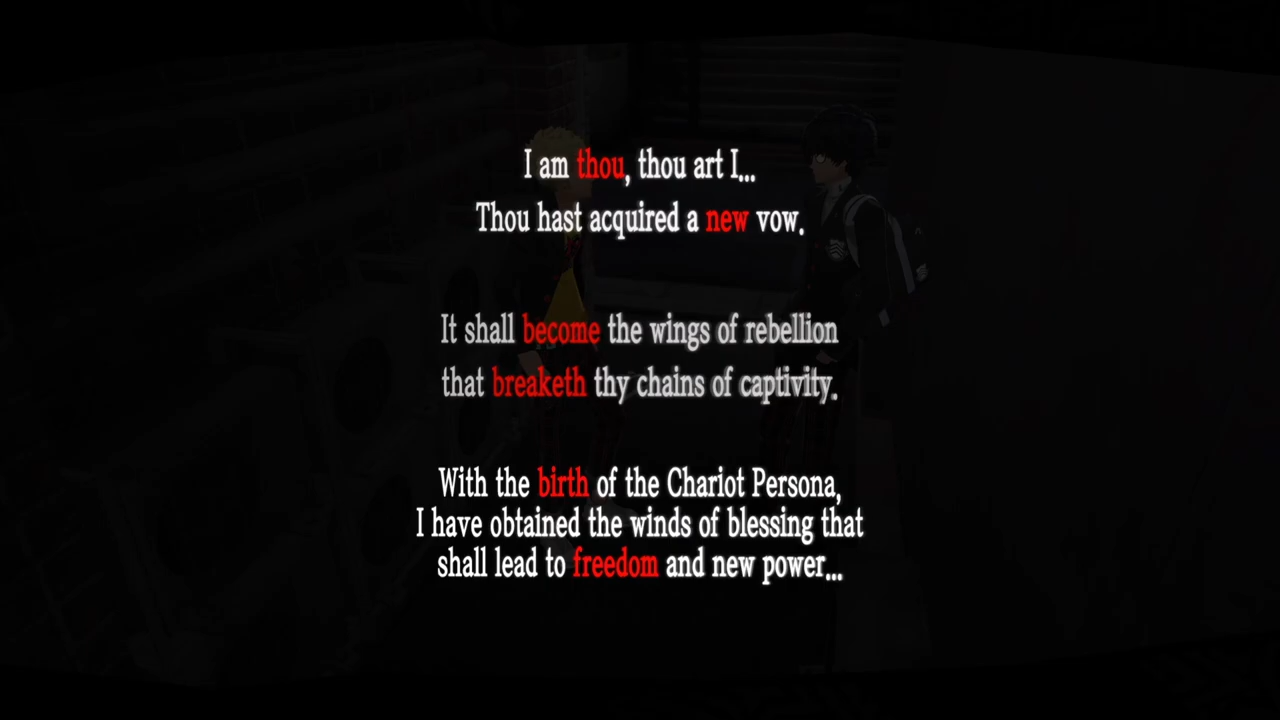 I am thou, thou art I...
Thou hast acquired a new vow.
It shall become the wings of rebellion
that breaketh thy chains of captivity.
With the birth of the Chariot Persona,
I have obtained the winds of blessing that
shall lead to freedom and new power...